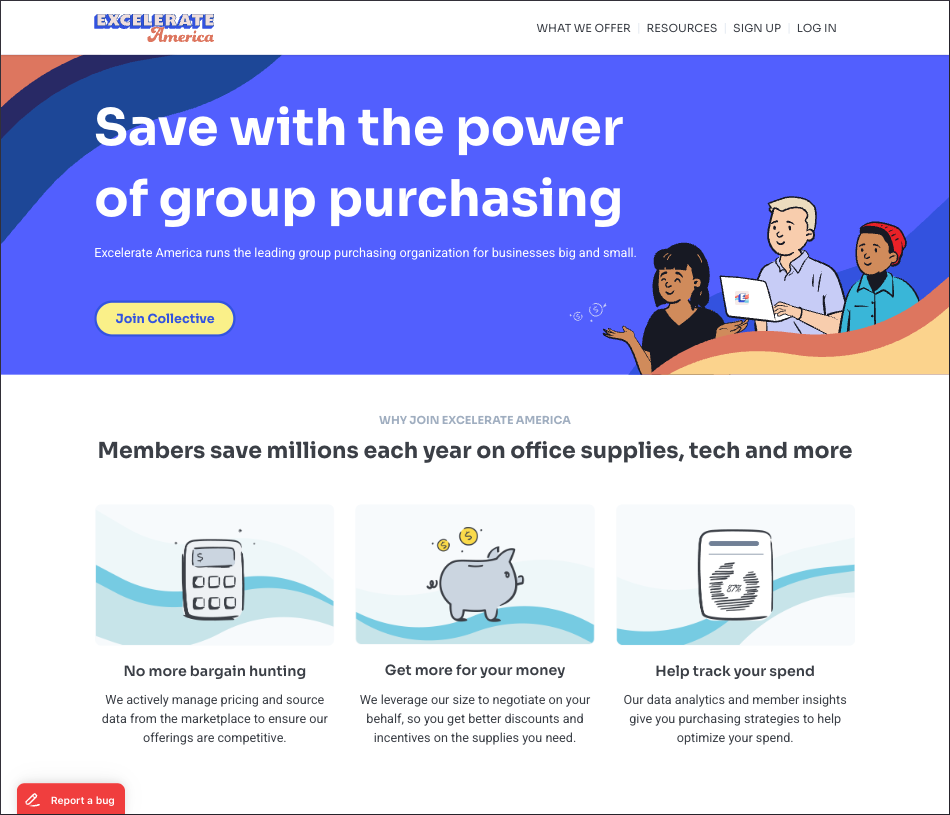 EXCELERATE
America
WHAT WE OFFER
RESOURCES
SIGN UP
LOG IN
Save with the power
of group purchasing
Excelerate America runs the leading group purchasing organization for businesses big and small.
Join Collective
WHY JOIN EXCELERATE AMERICA
Members save millions each year on office supplies, tech and more
$
$
$
87%
No more bargain hunting
We actively manage pricing and source
data from the marketplace to ensure our
offerings are competitive.
Get more for your money
We leverage our size to negotiate on your
behalf, so you get better discounts and
incentives on the supplies you need.
Help track your spend
Our data analytics and member insights
give you purchasing strategies to help
optimize your spend.
Report a bug